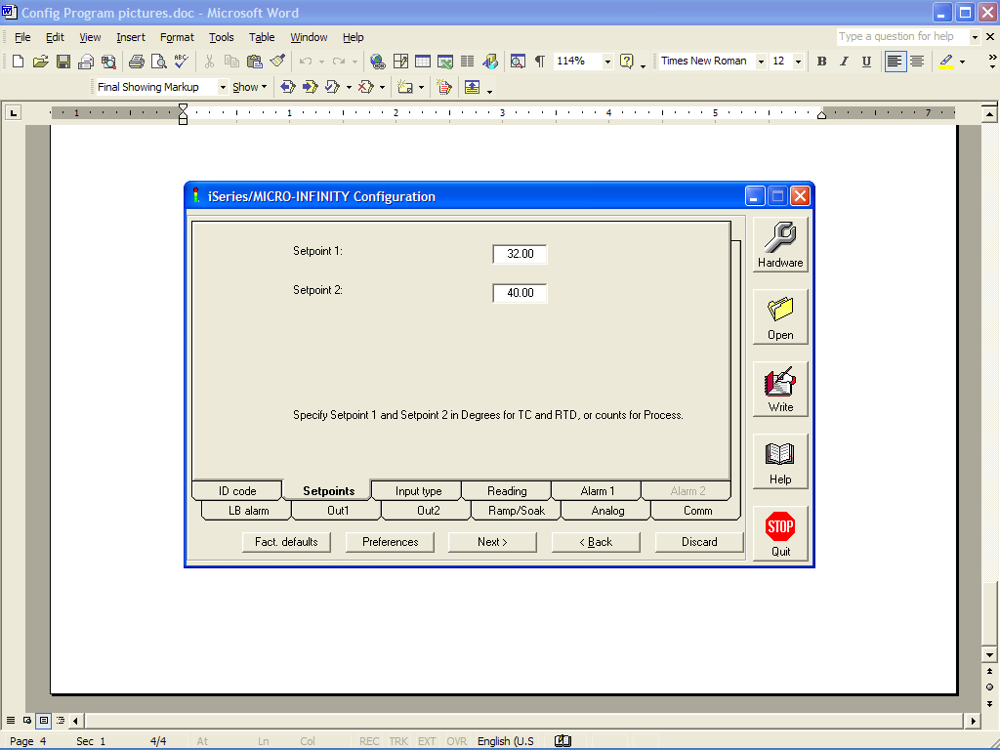 Config Program pictures.doc - Microsoft Word
File Edit View Insert Format Tools Table Window Help Type a question for help
114% Times New Roman 12 B I U
Final Showing Markup Show
1 1 2 3 4 5 7
iSeries/MICRO-INFINITY Configuration
Setpoint 1: 32.00
Hardware
Setpoint 2: 40.00
Open
Write
Specify Setpoint 1 and Setpoint 2 in Degrees for TC and RTD, or counts for Process.
Help
ID code Setpoints Input type Reading Alarm 1 Alarm 2
LB alarm Out1 Out2 Ramp/Soak Analog Comm
STOP
Fact. defaults Preferences Next > < Back Discard
Quit
Page 4 Sec 1 4/4 At Ln Col REC TRK EXT OVR English (U.S